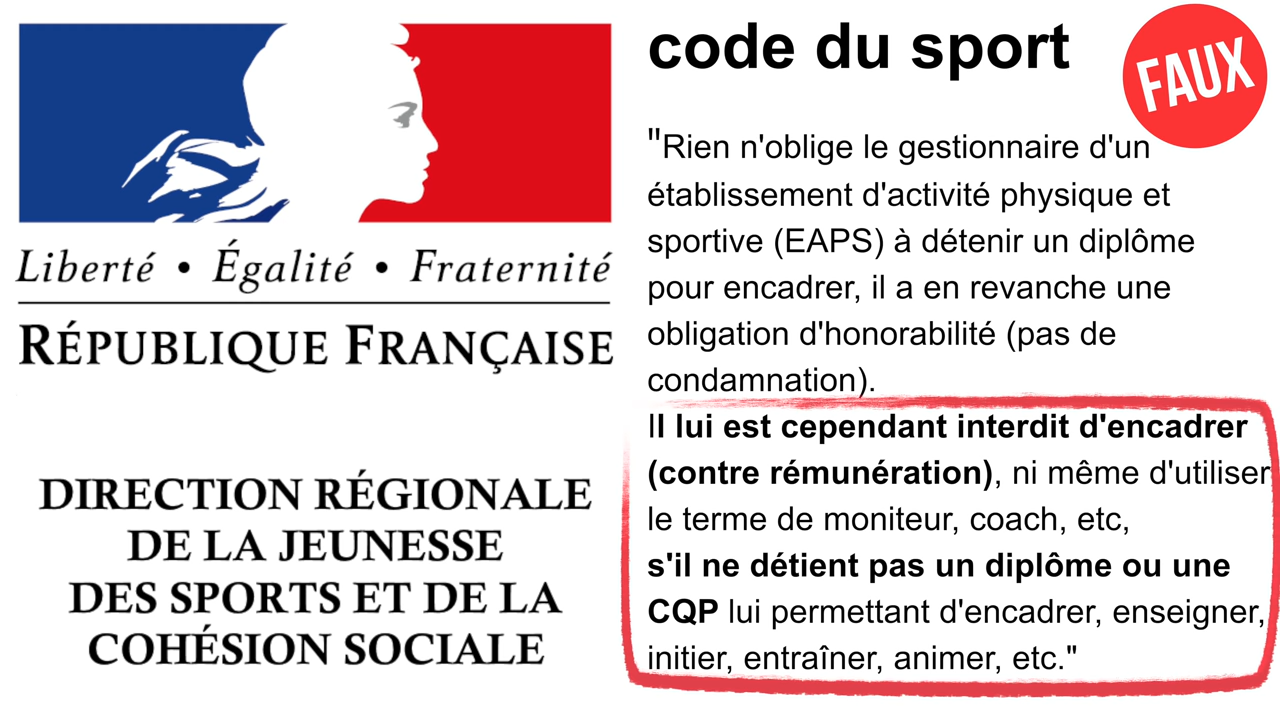 Liberté • Égalité • Fraternité
RÉPUBLIQUE FRANÇAISE
DIRECTION RÉGIONALE
DE LA JEUNESSE
DES SPORTS ET DE LA
COHÉSION SOCIALE
code du sport
FAUX
"Rien n'oblige le gestionnaire d'un
établissement d'activité physique et
sportive (EAPS) à détenir un diplôme
pour encadrer, il a en revanche une
obligation d'honorabilité (pas de
condamnation).
Il lui est cependant interdit d'encadrer
(contre rémunération), ni même d'utiliser
le terme de moniteur, coach, etc,
s'il ne détient pas un diplôme ou une
CQP lui permettant d'encadrer, enseigner,
initier, entraîner, animer, etc."